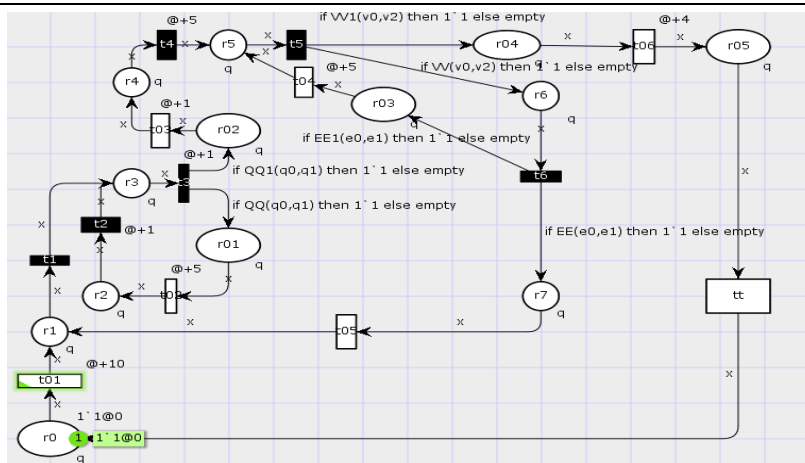 @+5
if W1(v0,v2) then 1`1 else empty
@+4
t4
x
r5
x
t5
r04
x
t06
x
r05
q
q
q
x
@+5
if W(v0,v2) then 1`1 else empty
r4
q
t04
x
r6
@+1
r03
q
q
x
t03
x
r02
x
if EE1(e0,e1) then 1`1 else empty
@+1
q
r3
x
t3
if QQ1(q0,q1) then 1`1 else empty
t6
x
q
if QQ(q0,q1) then 1`1 else empty
x
t2
@+1
r01
if EE(e0,e1) then 1`1 else empty
t1
x
q
@+5
x
x
r2
x
t02
x
r7
tt
q
q
r1
x
t05
x
q
@+10
x
t01
x
x
1`1@0
r0
1
1`1@0
q